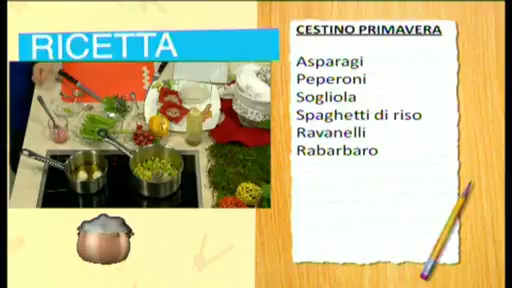 RICETTA
CESTINO PRIMAVERA
Asparagi
Peperoni
Sogliola
Spaghetti di riso
Ravanelli
Rabarbaro